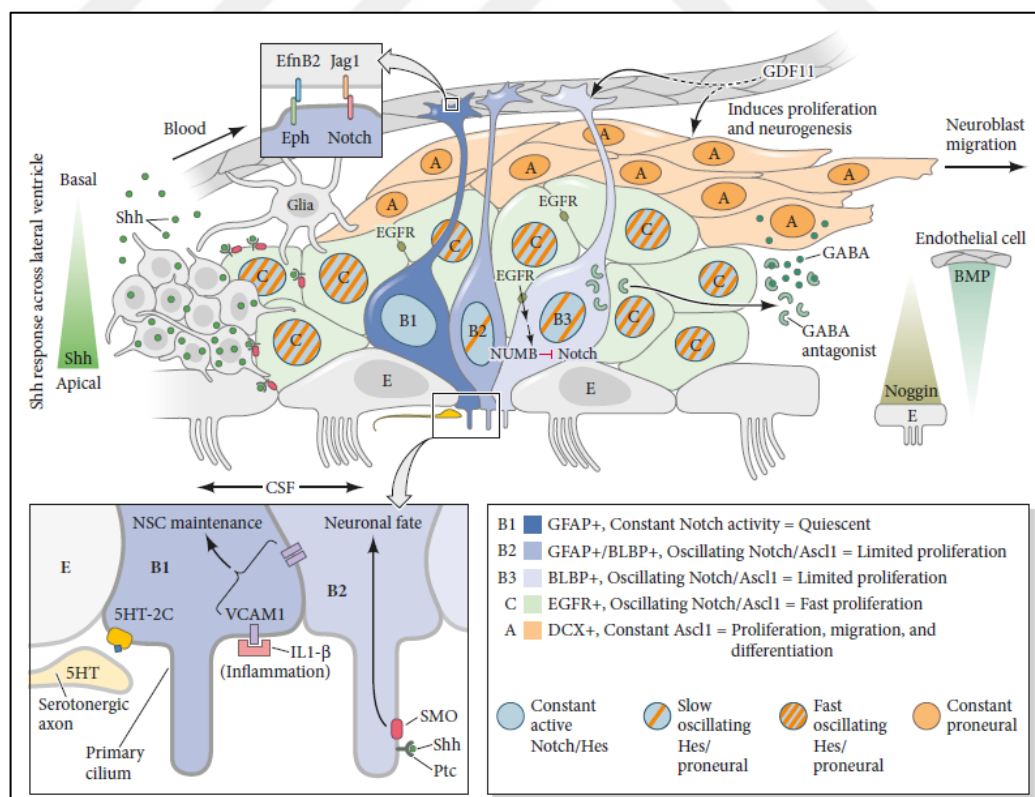 EfnB2 Jag1
Eph Notch
GDF11
Induces proliferation
and neurogenesis
Neuroblast
migration
Blood
Basal
Shh
Shh response across lateral ventricle
Shh
Apical
Glia
A
A
A
A
A
A
A
A
EGFR
EGFR
EGFR
C
C
C
C
C
C
C
C
C
B1
B2
B3
NUMB
Notch
E
E
GABA
GABA
antagonist
Endothelial cell
BMP
Noggin
E
CSF
NSC maintenance
Neuronal fate
E
B1
B2
5HT-2C
VCAM1
IL1-β
(Inflammation)
5HT
Serotonergic
axon
Primary
cilium
SMO
Shh
Ptc
B1 GFAP+, Constant Notch activity = Quiescent
B2 GFAP+/BLBP+, Oscillating Notch/Ascl1 = Limited proliferation
B3 BLBP+, Oscillating Notch/Ascl1 = Limited proliferation
C EGFR+, Oscillating Notch/Ascl1 = Fast proliferation
A DCX+, Constant Ascl1 = Proliferation, migration, and
differentiation
Constant
active
Notch/Hes
Slow
oscillating
Hes/
proneural
Fast
oscillating
Hes/
proneural
Constant
proneural